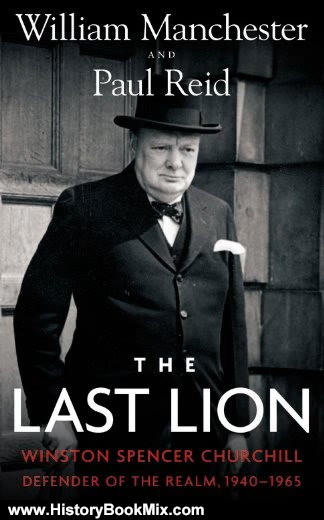 William Manchester
AND
Paul Reid
THE
LAST LION
WINSTON SPENCER CHURCHILL
DEFENDER OF THE REALM, 1940–1965
www.HistoryBookMix.com